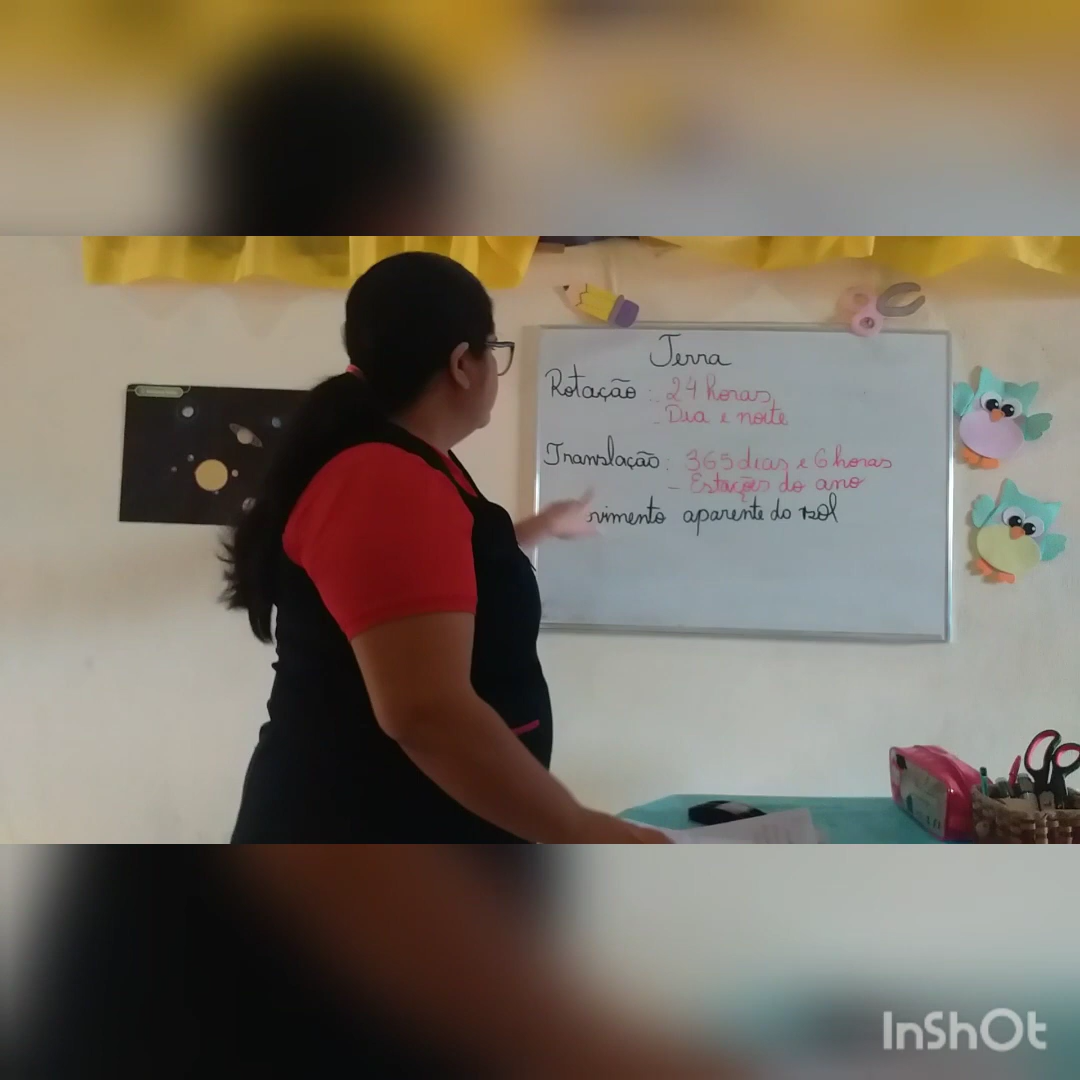 Terra
Rotação: - 24 horas
- Dia e noite
Translação: 365 dias e 6 horas
- Estações do ano
vimento aparente do sol
InShOt